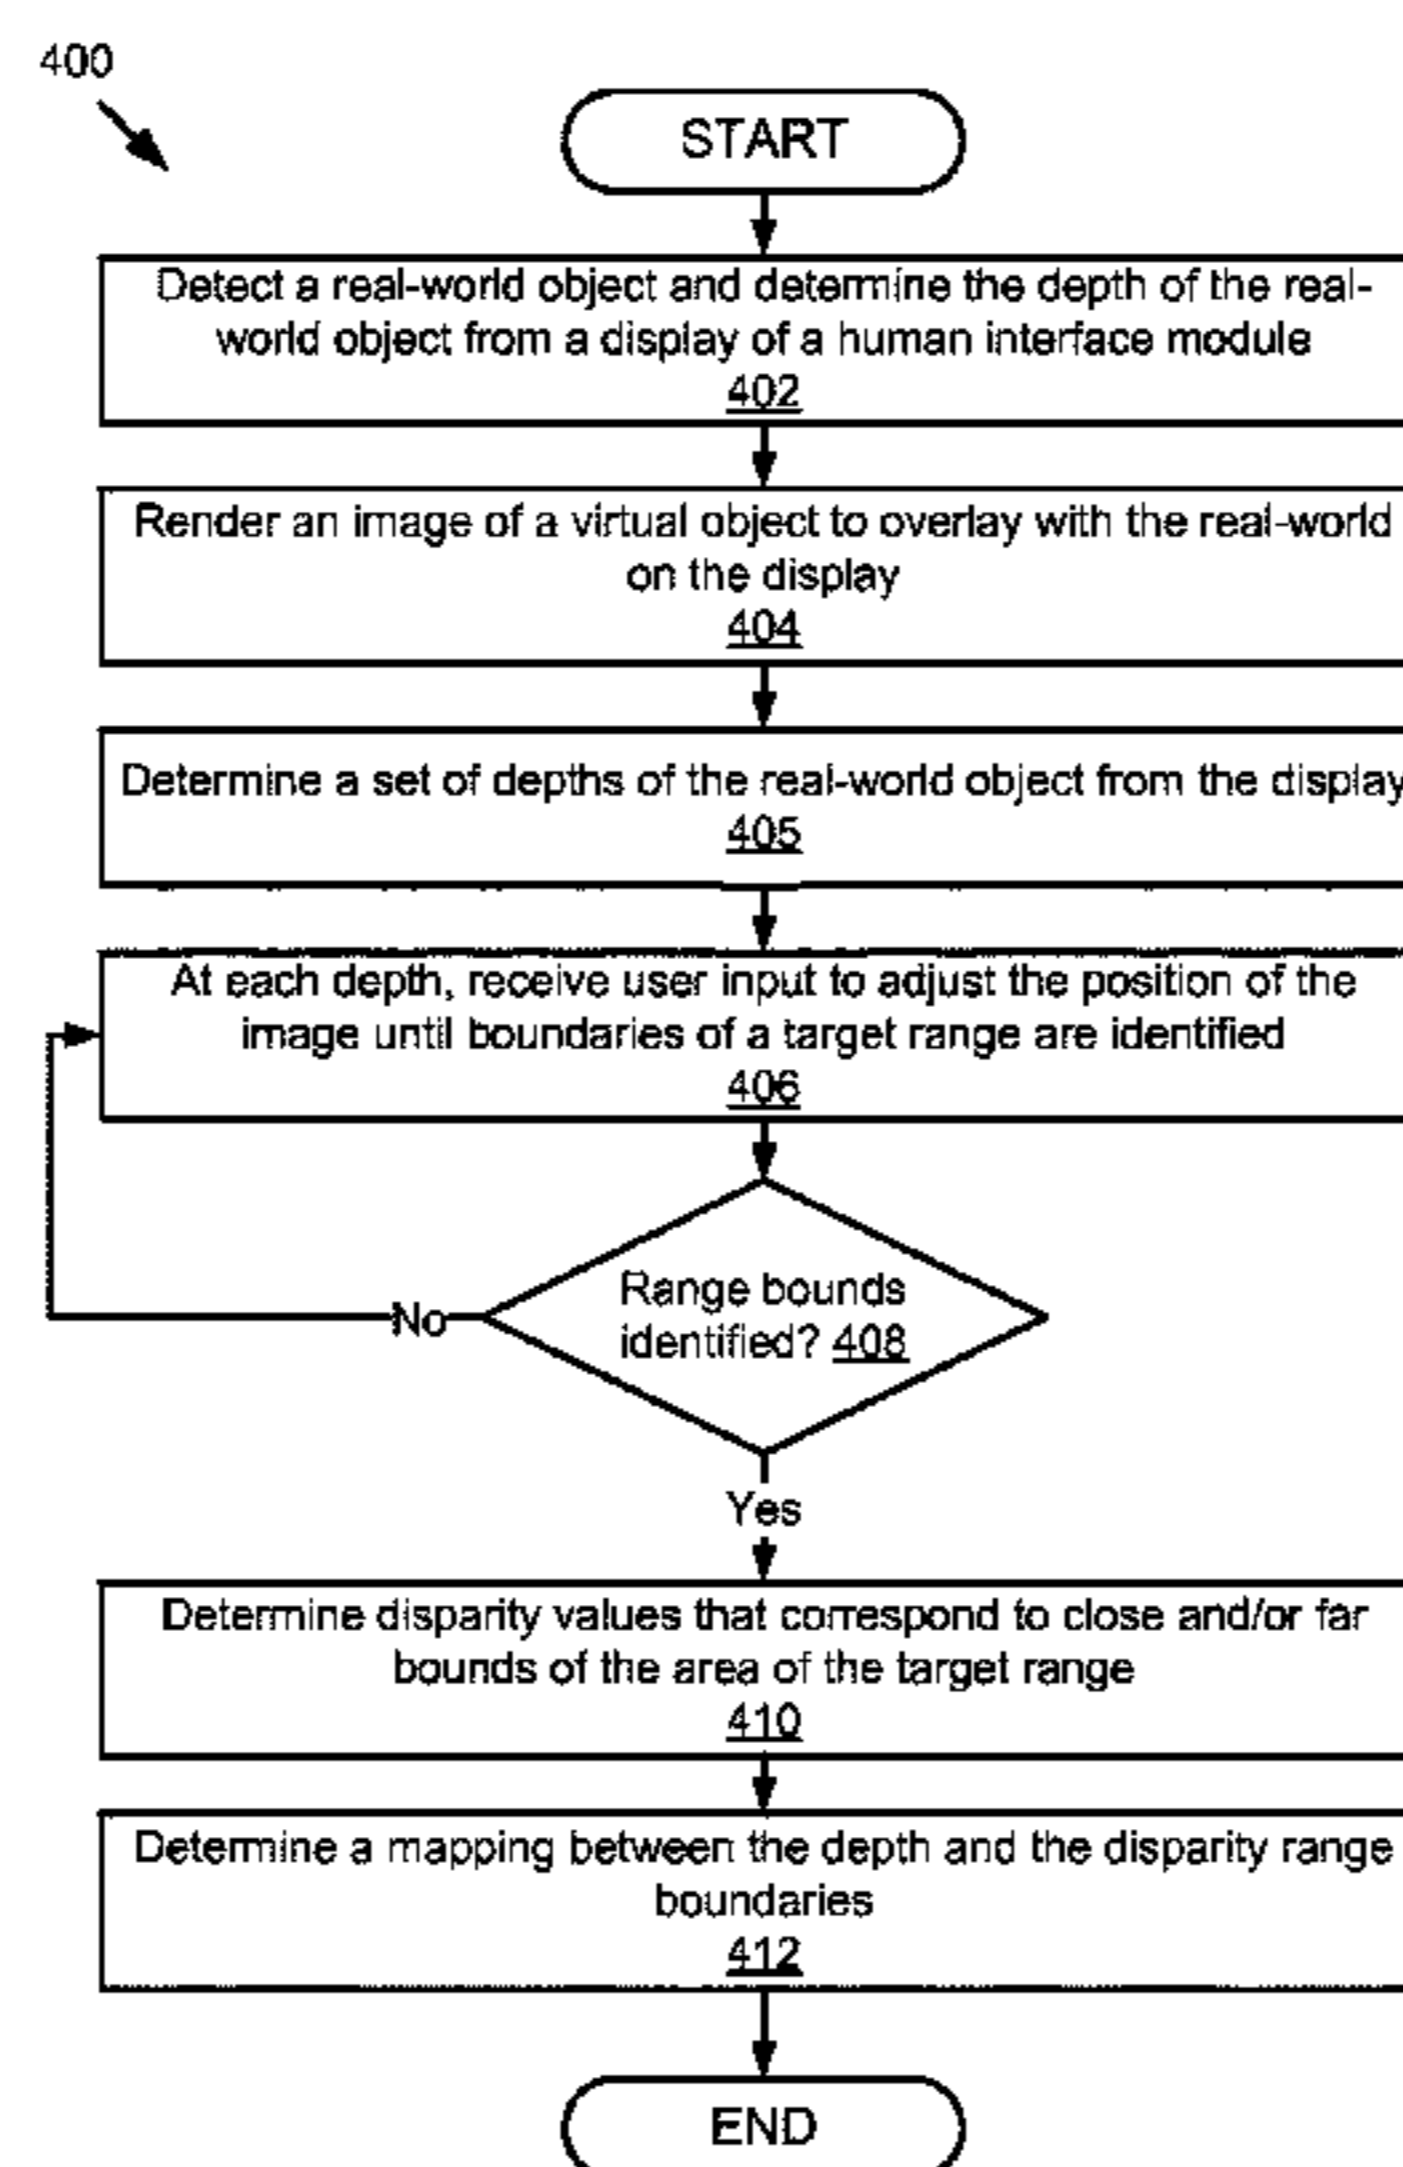 400
START
Detect a real-world object and determine the depth of the real-
world object from a display of a human interface module
402
Render an image of a virtual object to overlay with the real-world
on the display
404
Determine a set of depths of the real-world object from the display
405
At each depth, receive user input to adjust the position of the
image until boundaries of a target range are identified
406
Range bounds
identified? 408
No
Yes
Determine disparity values that correspond to close and/or far
bounds of the area of the target range
410
Determine a mapping between the depth and the disparity range
boundaries
412
END